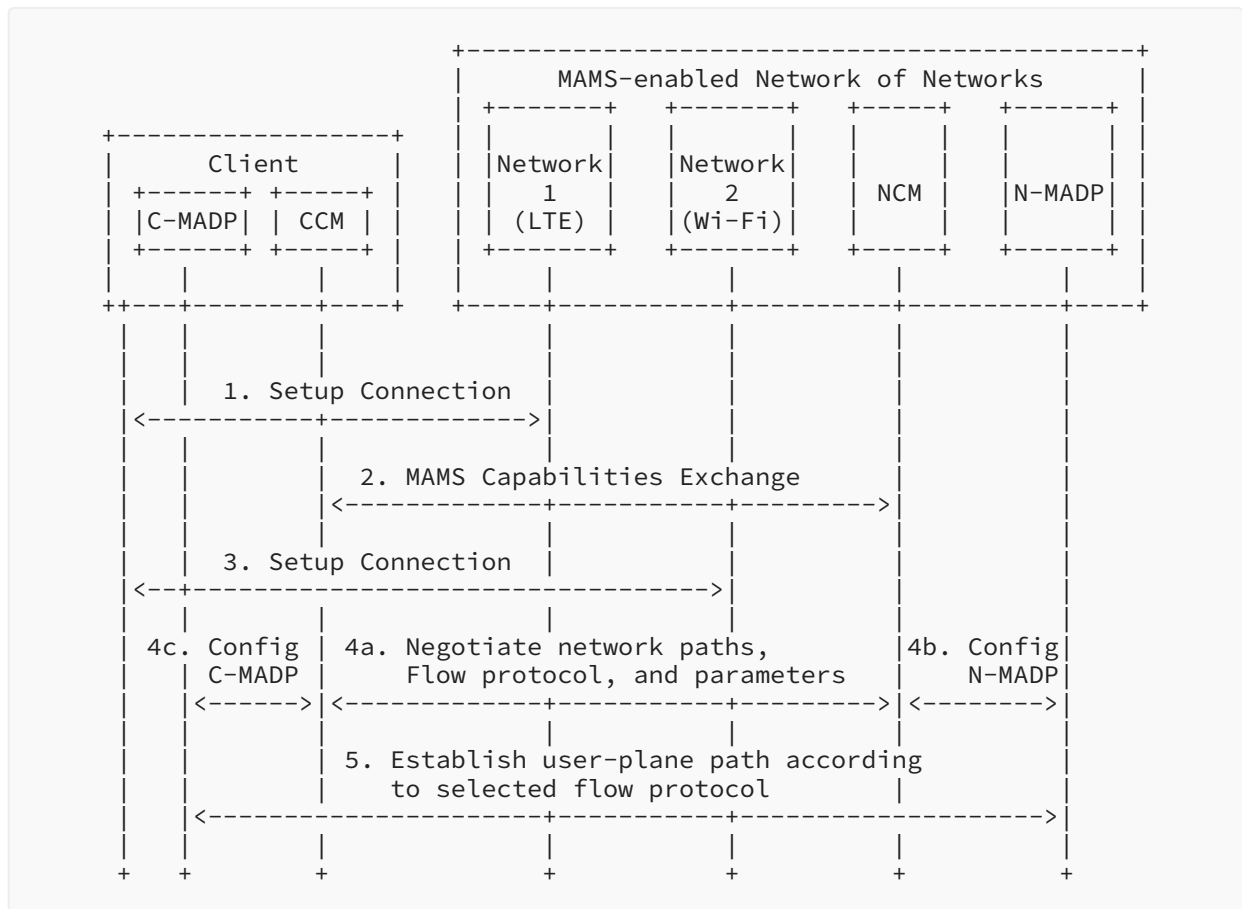 MAMS-enabled Network of Networks
Client
Network Network
1 2 NCM N-MADP
C-MADP CCM (LTE) (Wi-Fi)
1. Setup Connection
2. MAMS Capabilities Exchange
3. Setup Connection
4c. Config 4a. Negotiate network paths, 4b. Config
C-MADP Flow protocol, and parameters N-MADP
5. Establish user-plane path according
to selected flow protocol